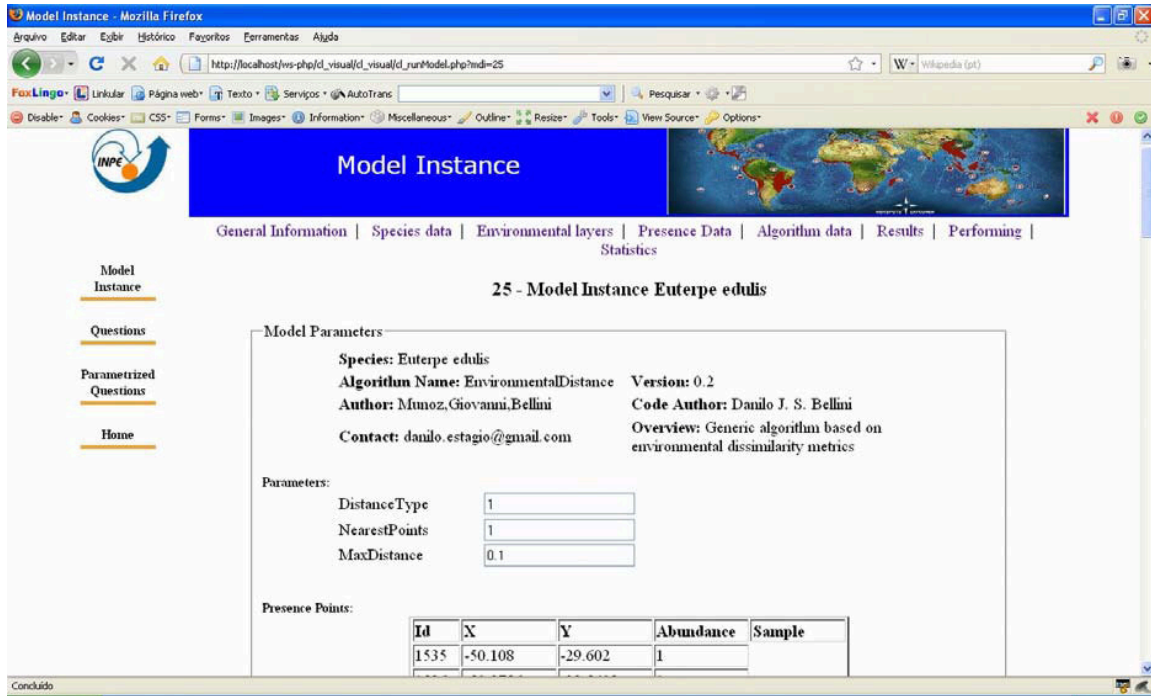 Model Instance - Mozilla Firefox
Arquivo Editar Exibir Histórico Favoritos Ferramentas Ajuda
http://localhost/ws-php/cl_visual/cl_visual/cl_runModel.php?mdi=25
W Wikipedia (pt)
FoxLingo Linkular Página web Texto Serviços AutoTrans Pesquisar
Disable Cookies CSS Forms Images Information Miscellaneous Outline Resize Tools View Source Options
INPE
Model Instance
General Information | Species data | Environmental layers | Presence Data | Algorithm data | Results | Performing |
Statistics
Model
Instance
Questions
Parametrized
Questions
Home
25 - Model Instance Euterpe edulis
Model Parameters
Species: Euterpe edulis
Algorithm Name: EnvironmentalDistance Version: 0.2
Author: Munoz,Giovanni,Bellini Code Author: Danilo J. S. Bellini
Contact: danilo.estagio@gmail.com Overview: Generic algorithm based on
environmental dissimilarity metrics
Parameters:
DistanceType 1
NearestPoints 1
MaxDistance 0.1
Presence Points:
Id X Y Abundance Sample
1535 -50.108 -29.602 1
Concluído